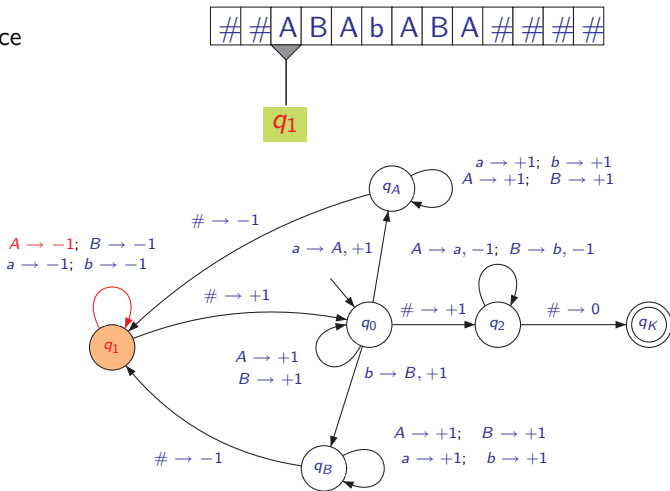 # # A B A b A B A # # # #
ce
q1
a → +1; b → +1
A → +1; B → +1
qA
# → −1
A → −1; B → −1
a → −1; b → −1
a → A, +1
A → a, −1; B → b, −1
# → +1
# → +1
# → 0
q1
q0
q2
qK
A → +1
B → +1
b → B, +1
A → +1; B → +1
a → +1; b → +1
# → −1
qB